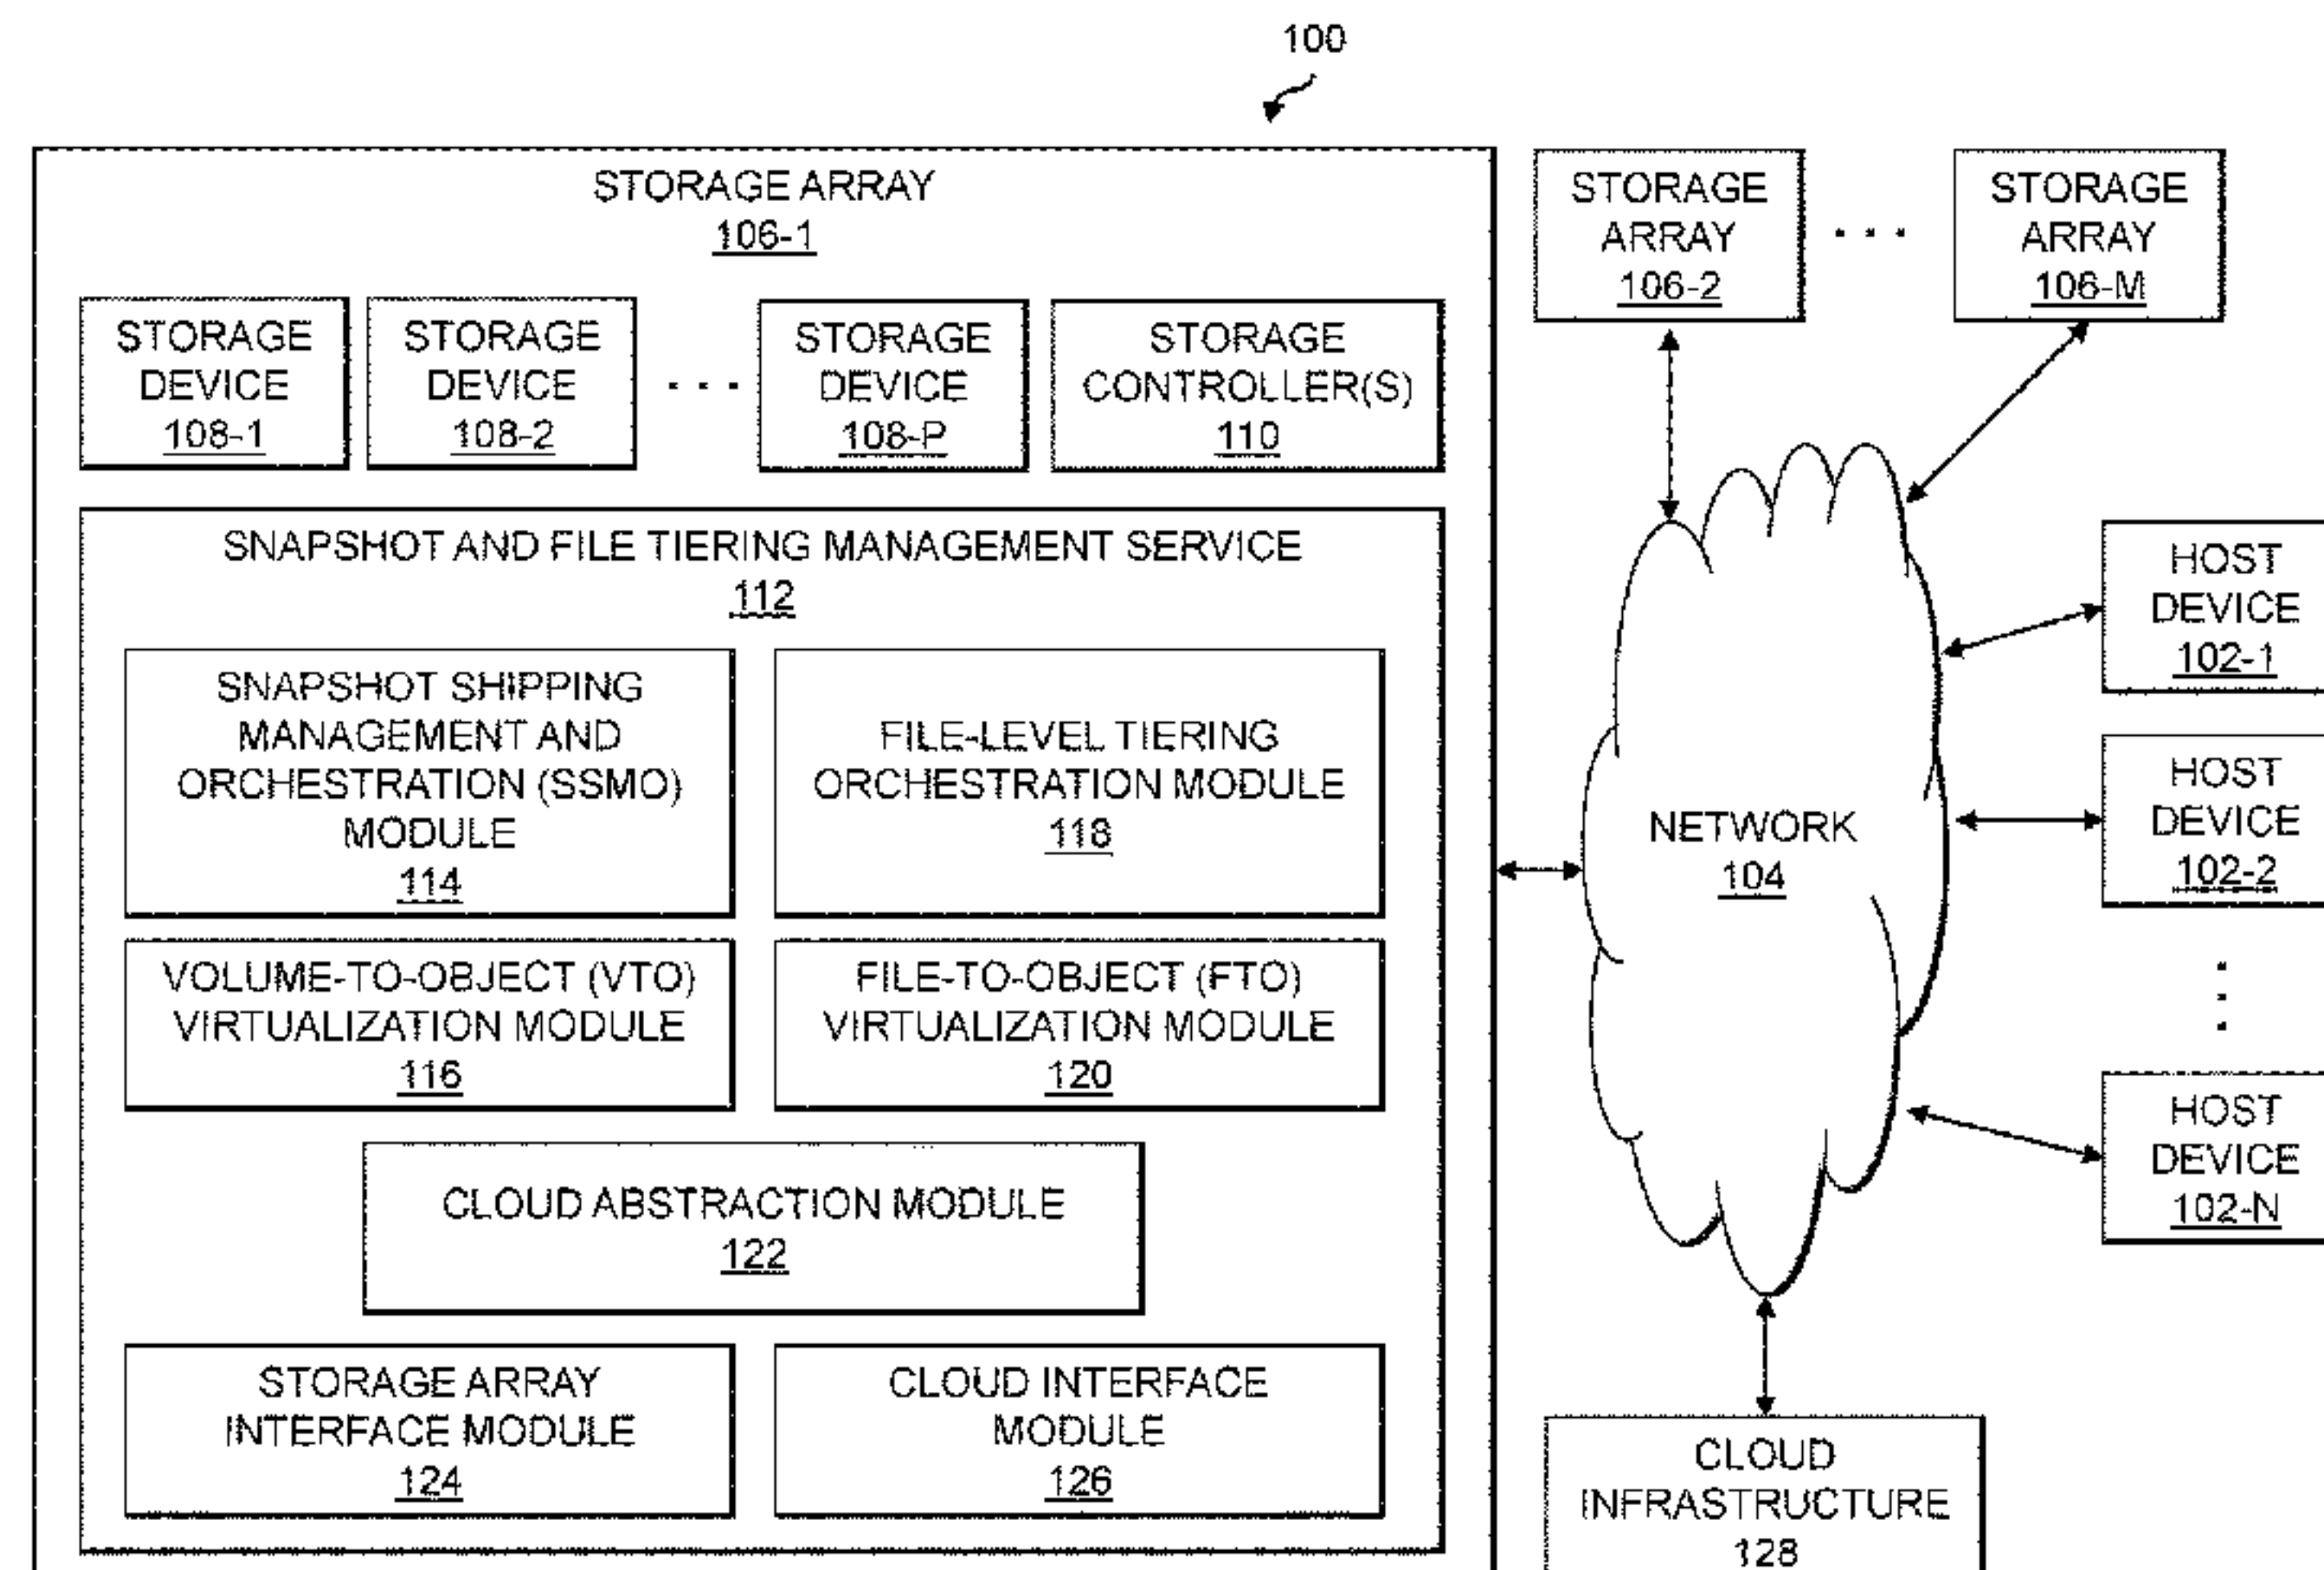 100
STORAGE ARRAY
106-1
STORAGE
DEVICE
108-1
STORAGE
DEVICE
108-2
. . .
STORAGE
DEVICE
108-P
STORAGE
CONTROLLER(S)
110
SNAPSHOT AND FILE TIERING MANAGEMENT SERVICE
112
SNAPSHOT SHIPPING
MANAGEMENT AND
ORCHESTRATION (SSMO)
MODULE
114
FILE-LEVEL TIERING
ORCHESTRATION MODULE
118
VOLUME-TO-OBJECT (VTO)
VIRTUALIZATION MODULE
116
FILE-TO-OBJECT (FTO)
VIRTUALIZATION MODULE
120
CLOUD ABSTRACTION MODULE
122
STORAGE ARRAY
INTERFACE MODULE
124
CLOUD INTERFACE
MODULE
126
STORAGE
ARRAY
106-2
. . .
STORAGE
ARRAY
106-M
NETWORK
104
HOST
DEVICE
102-1
HOST
DEVICE
102-2
HOST
DEVICE
102-N
CLOUD
INFRASTRUCTURE
128